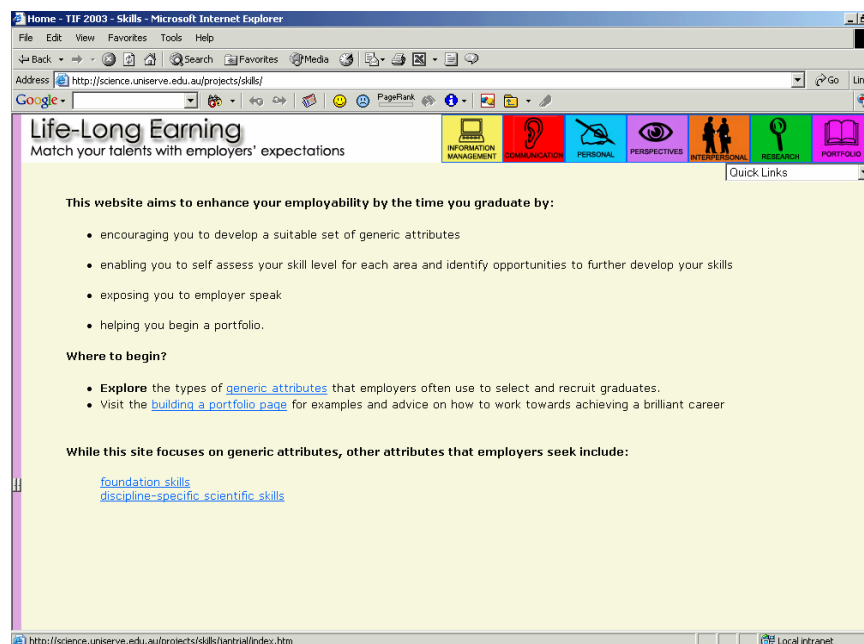 Home - TIF 2003 - Skills - Microsoft Internet Explorer
File Edit View Favorites Tools Help
Back Search Favorites Media
Address http://science.uniserve.edu.au/projects/skills/ Go Lin
Google PageRank
Life-Long Earning
Match your talents with employers' expectations
INFORMATION MANAGEMENT COMMUNICATION PERSONAL PERSPECTIVES INTERPERSONAL RESEARCH PORTFOLIO
Quick Links
This website aims to enhance your employability by the time you graduate by:
• encouraging you to develop a suitable set of generic attributes
• enabling you to self assess your skill level for each area and identify opportunities to further develop your skills
• exposing you to employer speak
• helping you begin a portfolio.
Where to begin?
• Explore the types of generic attributes that employers often use to select and recruit graduates.
• Visit the building a portfolio page for examples and advice on how to work towards achieving a brilliant career
While this site focuses on generic attributes, other attributes that employers seek include:
foundation skills
discipline-specific scientific skills
http://science.uniserve.edu.au/projects/skills/jantrial/index.htm Local intranet